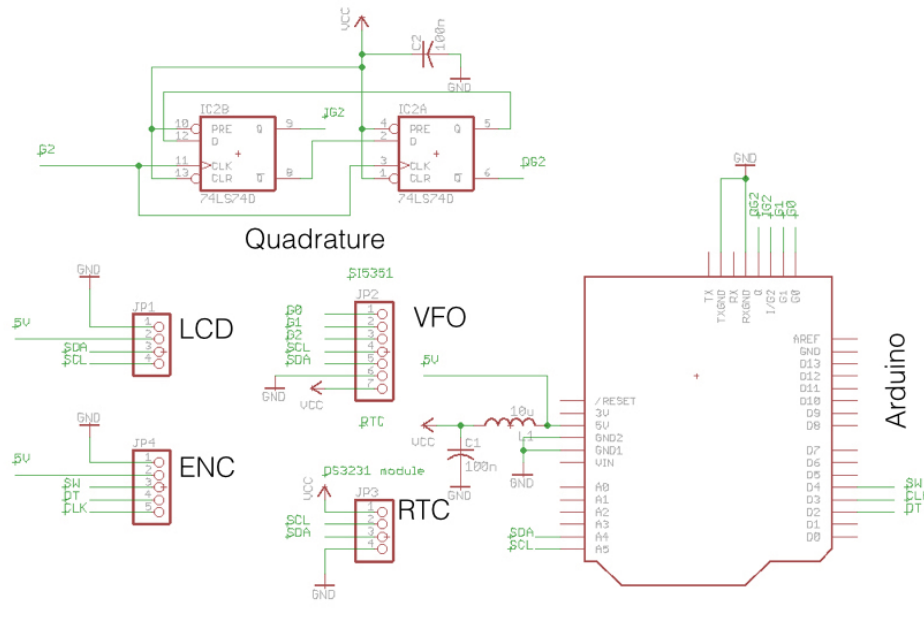 VCC
C2
100n
GND
IC2B
IG2
IC2A
10 PRE Q 9
12 D
11 CLK
13 CLR Q 8
74LS74D
4 PRE Q 5
2 D
3 CLK
1 CLR Q 6
74LS74D
G2
QG2
Quadrature
GND
JP1
5V
1
2
SDA 3
SCL 4
LCD
GND
JP4
5V
1
2
SW 3
DT 4
CLK 5
ENC
SI5351
JP2
G0 1
G1 2
G2 3
SCL 4
SDA 5
6
7
GND
VCC
VFO
RTC
DS3231 module
VCC
JP3
1
SCL 2
SDA 3
4
GND
RTC
5V
VCC
10u
L1
C1
100n
GND
GND
GND
QG2
IG2
G1
G0
TX
TXGND
RX
RXGND
Q
I/G2
G1
G0
/RESET
3V
5V
GND2
GND1
VIN
A0
A1
A2
A3
SDA A4
SCL A5
AREF
GND
D13
D12
D11
D10
D9
D8
D7
D6
D5
D4 SW
D3 CL
D2 DT
D1
D0
Arduino